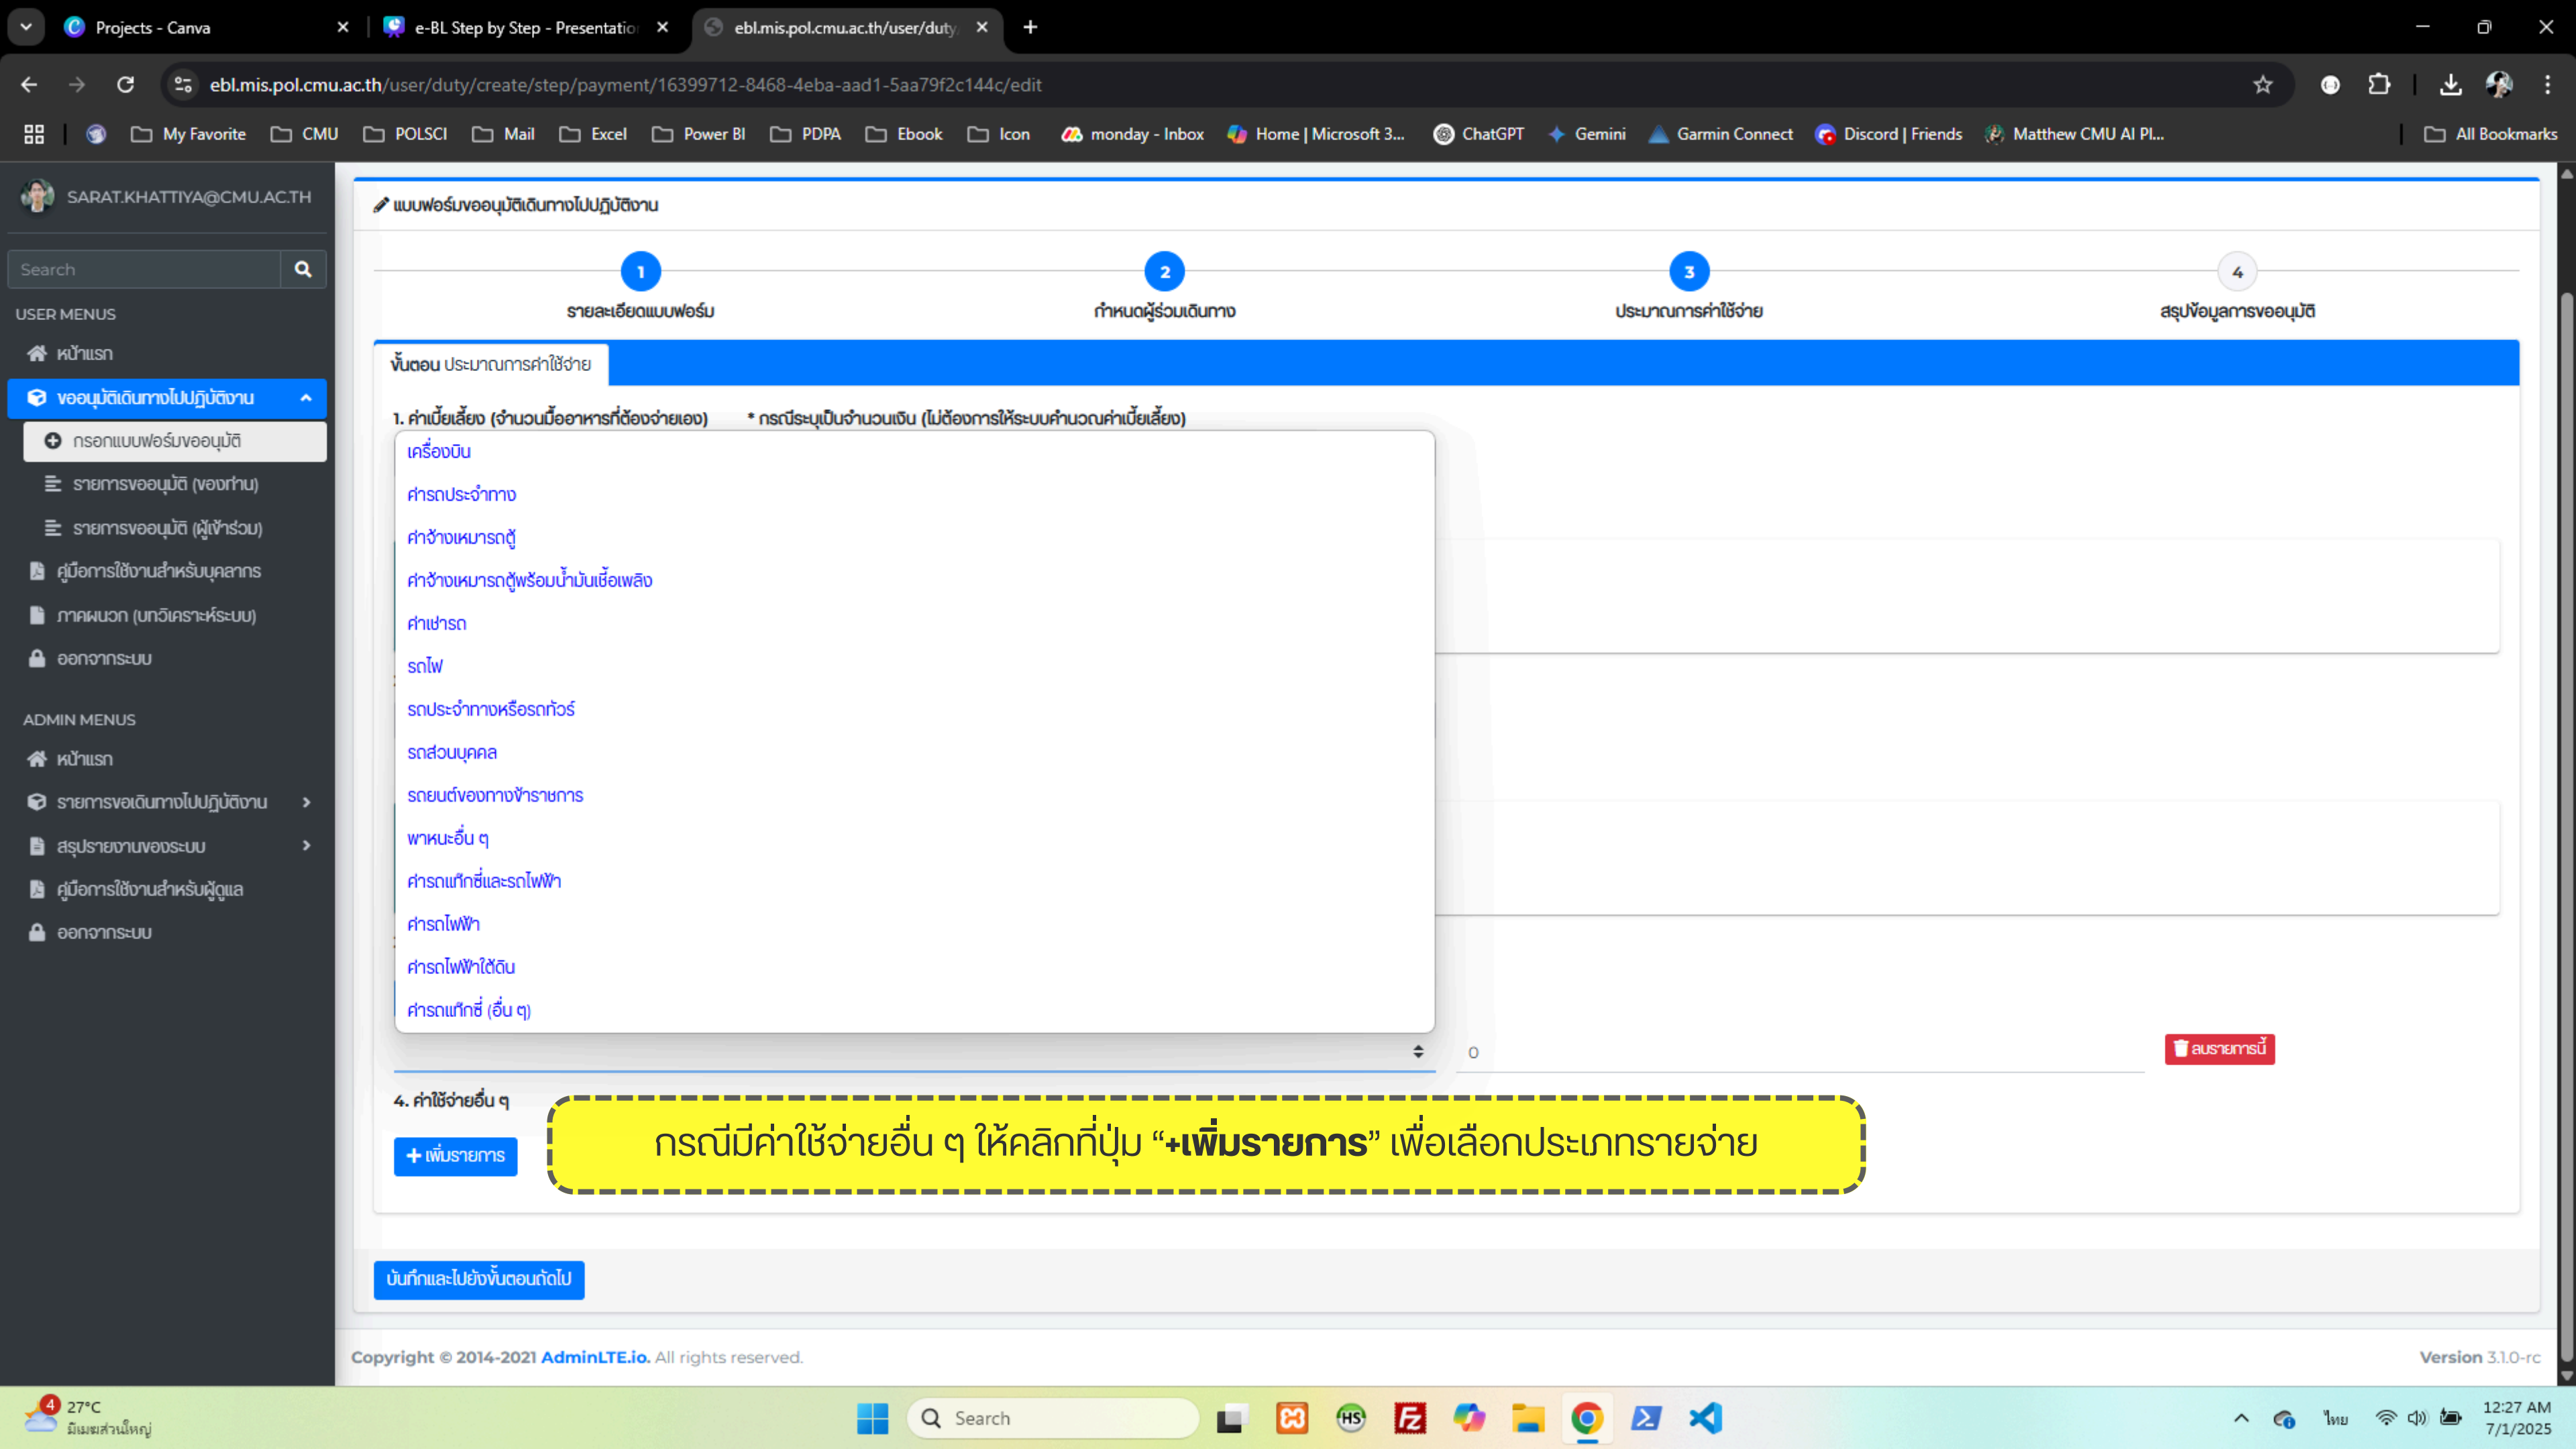 Projects - Canva
e-BL Step by Step - Presentation
ebl.mis.pol.cmu.ac.th/user/duty
ebl.mis.pol.cmu.ac.th/user/duty/create/step/payment/16399712-8468-4eba-aad1-5aa79f2c144c/edit
My Favorite CMU POLSCI Mail Excel Power BI PDPA Ebook Icon monday - Inbox Home | Microsoft 3... ChatGPT Gemini Garmin Connect Discord | Friends Matthew CMU AI Pl... All Bookmarks
SARAT.KHATTIYA@CMU.AC.TH
Search
USER MENUS
หน้าแรก
ขออนุมัติเดินทางไปปฏิบัติงาน
กรอกแบบฟอร์มขออนุมัติ
รายการขออนุมัติ (ของท่าน)
รายการขออนุมัติ (ผู้เข้าร่วม)
คู่มือการใช้งานสำหรับบุคลากร
ภาคผนวก (บทวิเคราะห์ระบบ)
ออกจากระบบ
ADMIN MENUS
หน้าแรก
รายการขอเดินทางไปปฏิบัติงาน
สรุปรายงานของระบบ
คู่มือการใช้งานสำหรับผู้ดูแล
ออกจากระบบ
แบบฟอร์มขออนุมัติเดินทางไปปฏิบัติงาน
1 2 3 4
รายละเอียดแบบฟอร์ม กำหนดผู้ร่วมเดินทาง ประมาณการค่าใช้จ่าย สรุปข้อมูลการขออนุมัติ
ขั้นตอน ประมาณการค่าใช้จ่าย
1. ค่าเบี้ยเลี้ยง (จำนวนมื้ออาหารที่ต้องจ่ายเอง) * กรณีระบุเป็นจำนวนเงิน (ไม่ต้องการให้ระบบคำนวณค่าเบี้ยเลี้ยง)
เครื่องบิน
ค่ารถประจำทาง
ค่าจ้างเหมารถตู้
ค่าจ้างเหมารถตู้พร้อมน้ำมันเชื้อเพลิง
ค่าเช่ารถ
รถไฟ
รถประจำทางหรือรถทัวร์
รถส่วนบุคคล
รถยนต์ของทางข้าราชการ
พาหนะอื่น ๆ
ค่ารถแท๊กซี่และรถไฟฟ้า
ค่ารถไฟฟ้า
ค่ารถไฟฟ้าใต้ดิน
ค่ารถแท๊กซี่ (อื่น ๆ)
0 ลบรายการนี้
4. ค่าใช้จ่ายอื่น ๆ
+ เพิ่มรายการ
กรณีมีค่าใช้จ่ายอื่น ๆ ให้คลิกที่ปุ่ม “+เพิ่มรายการ” เพื่อเลือกประเภทรายจ่าย
บันทึกและไปยังขั้นตอนถัดไป
Copyright © 2014-2021 AdminLTE.io. All rights reserved.
Version 3.1.0-rc
4
27°C
มีเมฆส่วนใหญ่
Search
HS
ไทย
12:27 AM
7/1/2025